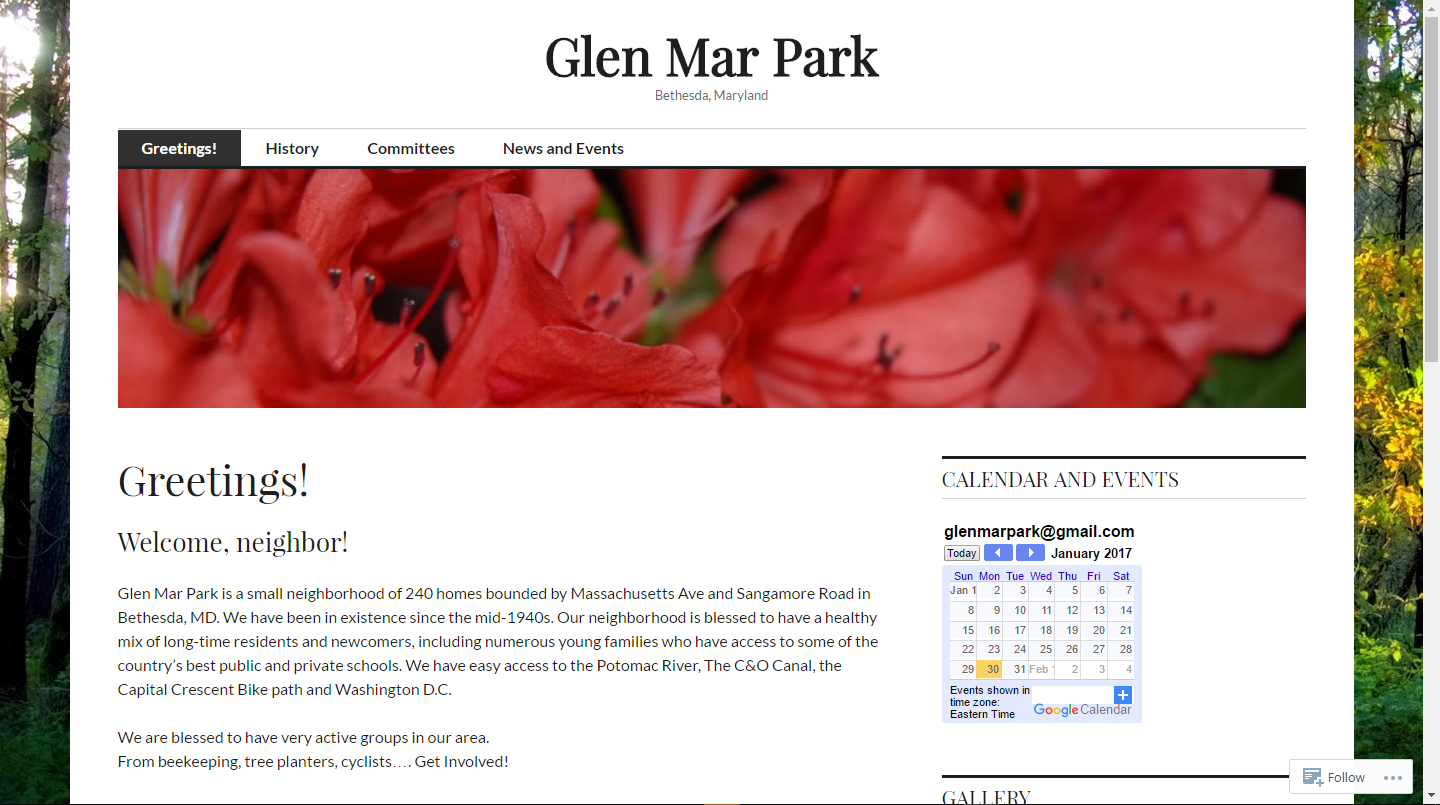 Glen Mar Park
Bethesda, Maryland
Greetings! History Committees News and Events
Greetings!
Welcome, neighbor!
Glen Mar Park is a small neighborhood of 240 homes bounded by Massachusetts Ave and Sangamore Road in
Bethesda, MD. We have been in existence since the mid-1940s. Our neighborhood is blessed to have a healthy
mix of long-time residents and newcomers, including numerous young families who have access to some of the
country’s best public and private schools. We have easy access to the Potomac River, The C&O Canal, the
Capital Crescent Bike path and Washington D.C.
We are blessed to have very active groups in our area.
From beekeeping, tree planters, cyclists…. Get Involved!
CALENDAR AND EVENTS
glenmarpark@gmail.com
Today January 2017
Sun Mon Tue Wed Thu Fri Sat
Jan 1 2 3 4 5 6 7
8 9 10 11 12 13 14
15 16 17 18 19 20 21
22 23 24 25 26 27 28
29 30 31 Feb 2 3 4
Events shown in
time zone:
Eastern Time
Google Calendar
GALLERY
Follow